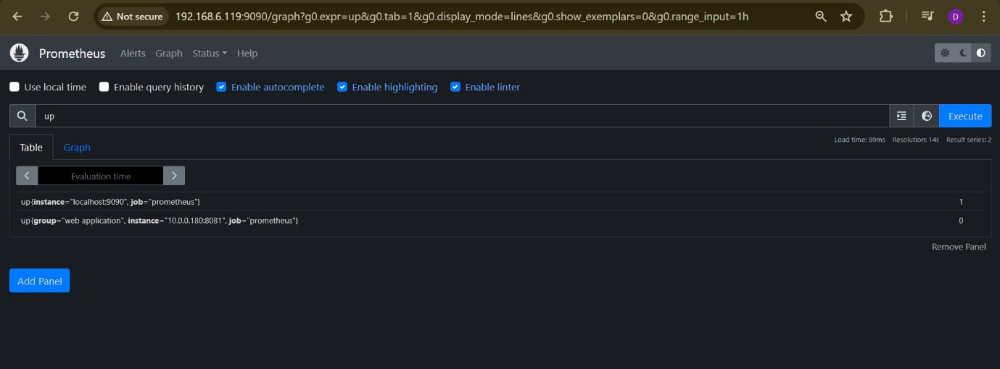 Not secure 192.168.6.119:9090/graph?g0.expr=up&g0.tab=1&g0.display_mode=lines&g0.show_exemplars=0&g0.range_input=1h D
Prometheus Alerts Graph Status Help
Use local time Enable query history Enable autocomplete Enable highlighting Enable linter
up Execute
Table Graph Load time: 89ms Resolution: 14s Result series: 2
Evaluation time
up{instance="localhost:9090", job="prometheus"} 1
up{group="web application", instance="10.0.0.180:8081", job="prometheus"} 0
Remove Panel
Add Panel